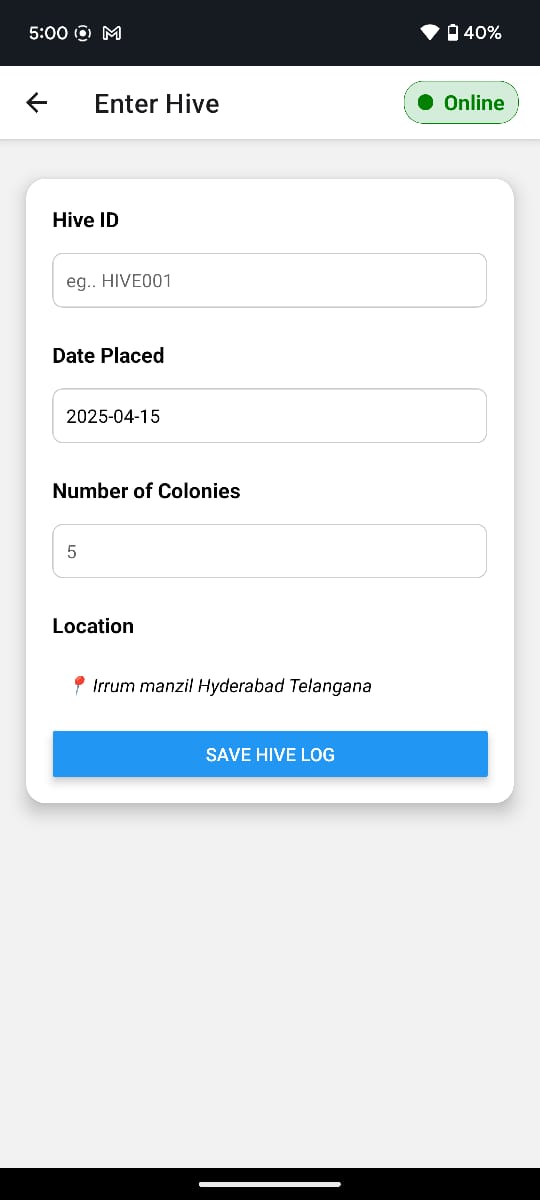 5:00 40%
Enter Hive Online
Hive ID
eg.. HIVE001
Date Placed
2025-04-15
Number of Colonies
5
Location
Irrum manzil Hyderabad Telangana
SAVE HIVE LOG